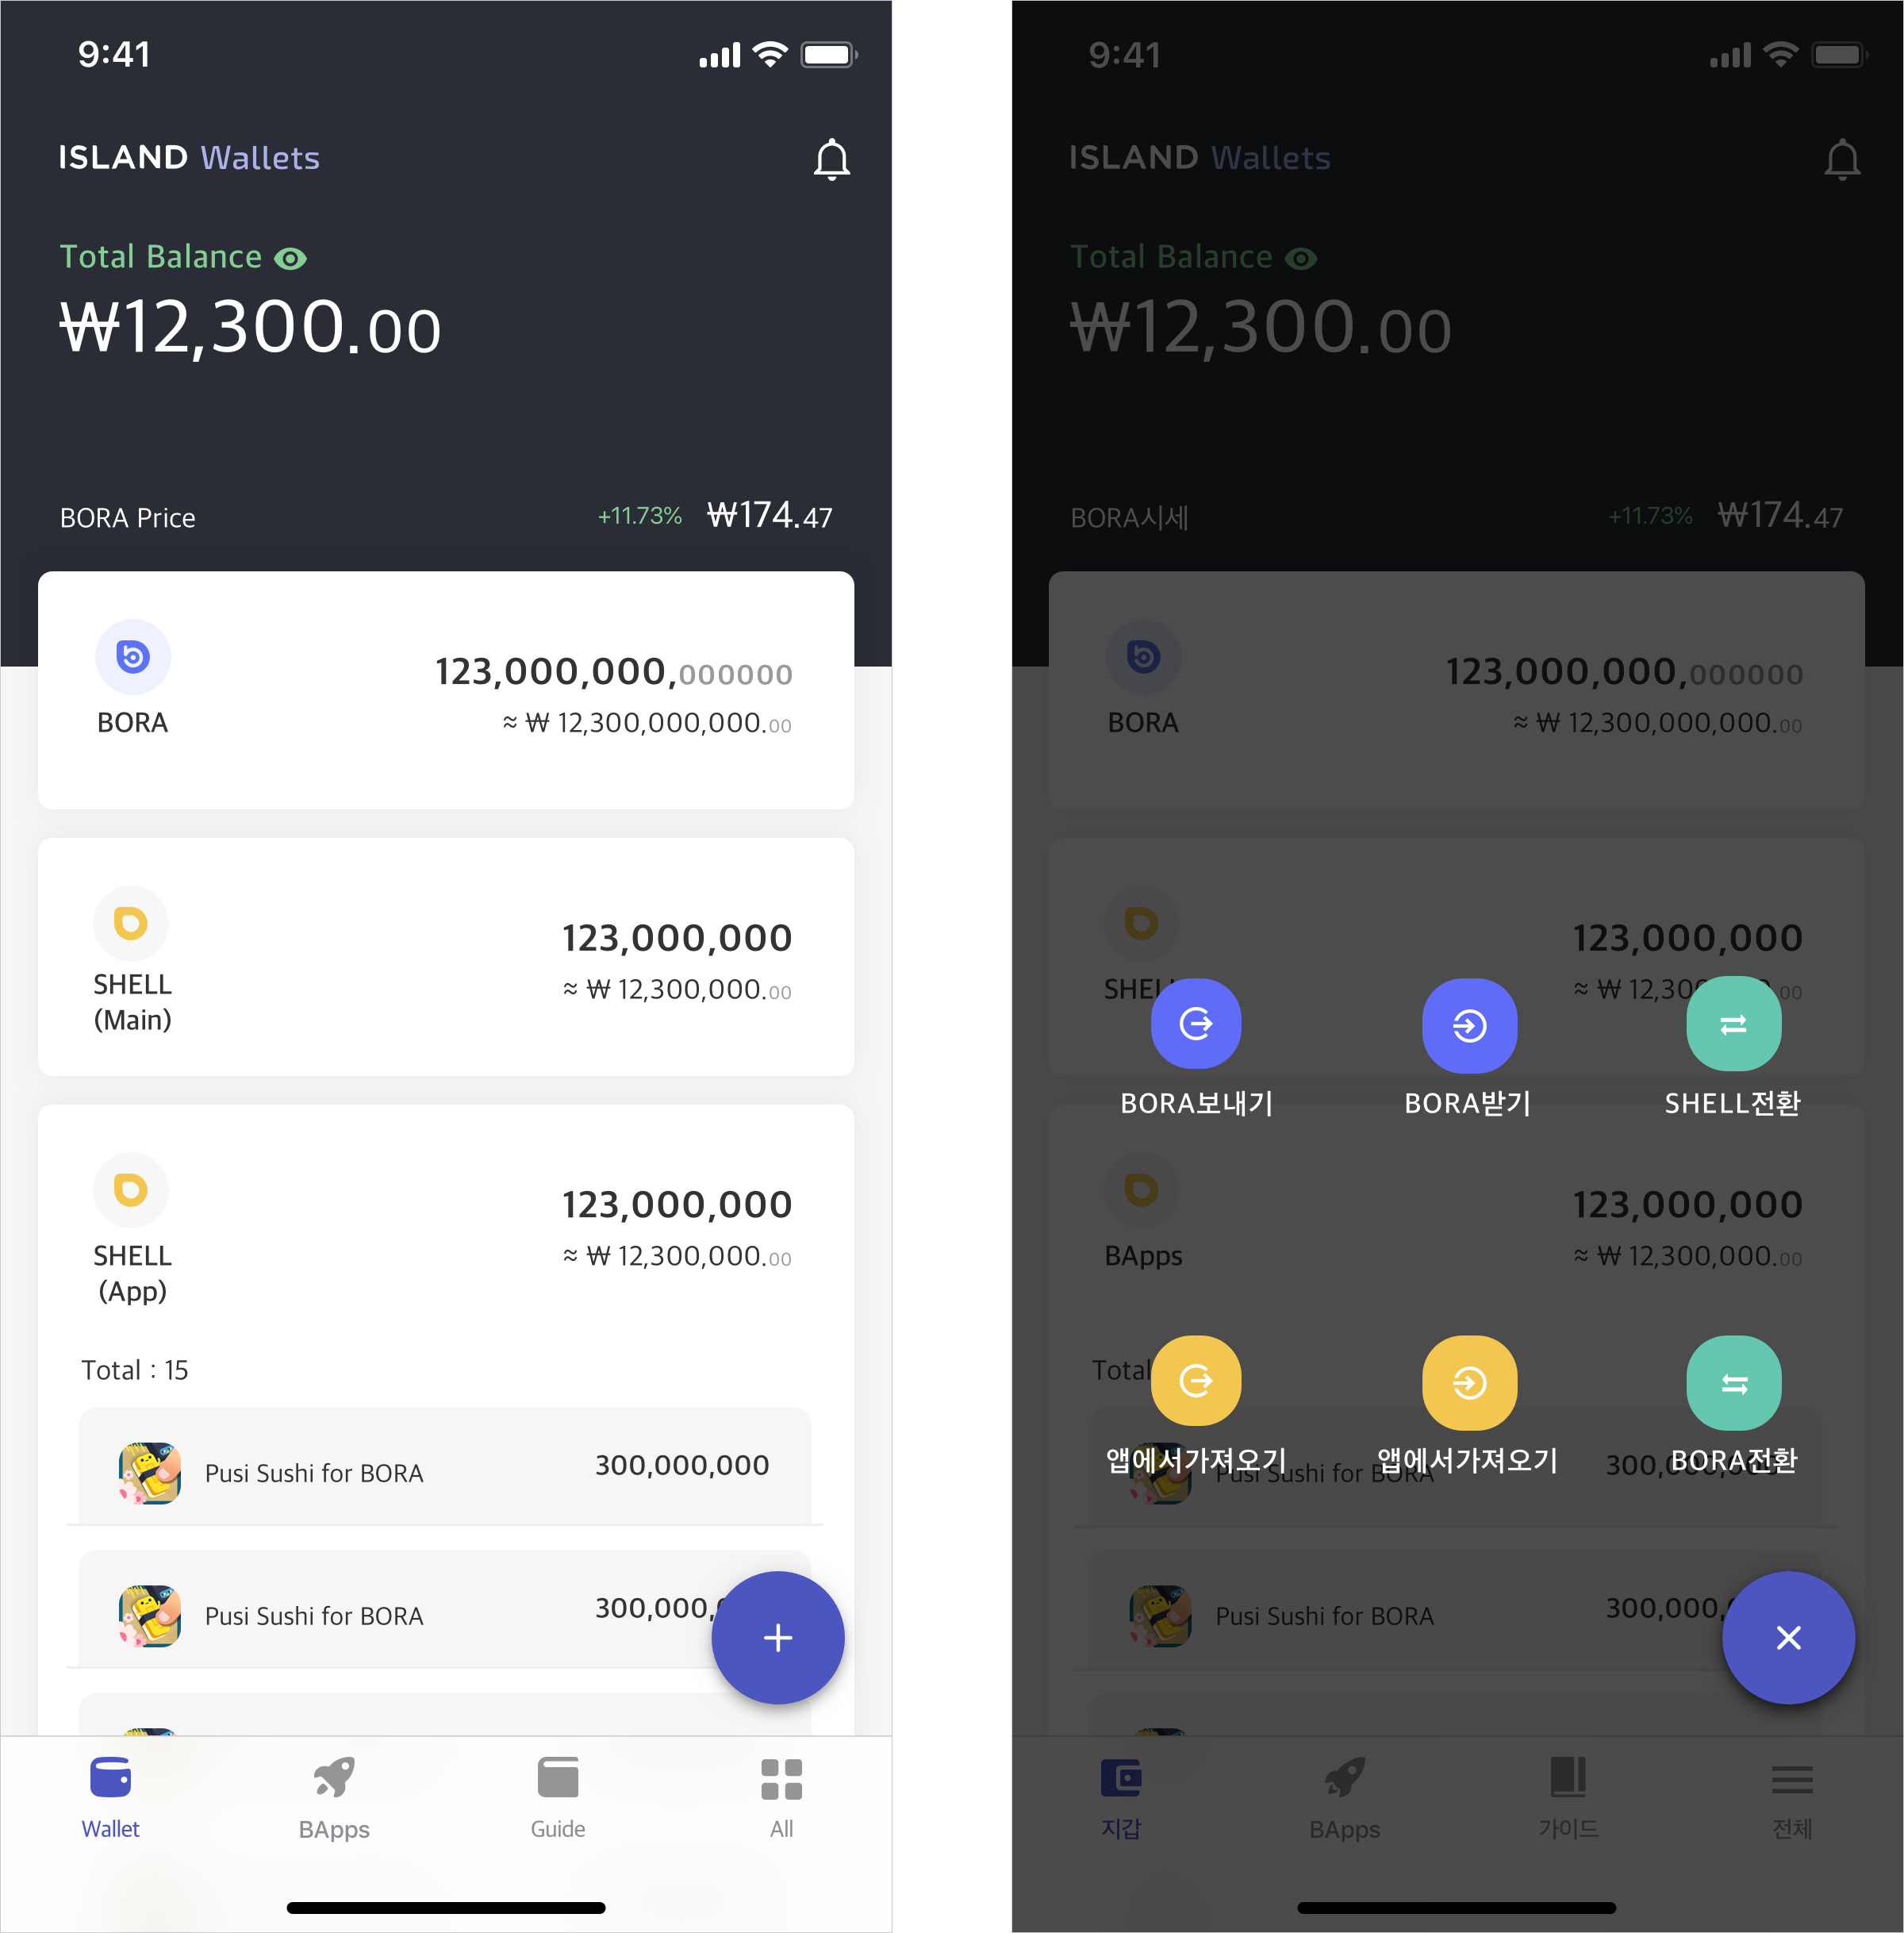 9:41
ISLAND Wallets
Total Balance
₩12,300.00
BORA Price +11.73% ₩174.47
123,000,000,000000
BORA ≈ ₩ 12,300,000,000.00
123,000,000
SHELL ≈ ₩ 12,300,000.00
(Main)
123,000,000
SHELL ≈ ₩ 12,300,000.00
(App)
Total : 15
Pusi Sushi for BORA 300,000,000
Pusi Sushi for BORA 300,000,
Wallet BApps Guide All
9:41
ISLAND Wallets
Total Balance
₩12,300.00
BORA시세 +11.73% ₩174.47
123,000,000,000000
BORA ≈ ₩ 12,300,000,000.00
123,000,000
SHEL ≈ ₩ 12,300 .00
BORA보내기 BORA받기 SHELL전환
123,000,000
BApps ≈ ₩ 12,300,000.00
Total
앱에서가져오기 앱에서가져오기 BORA전환
Pusi Sushi for BORA 300,000,000
Pusi Sushi for BORA 300,000,
지갑 BApps 가이드 전체